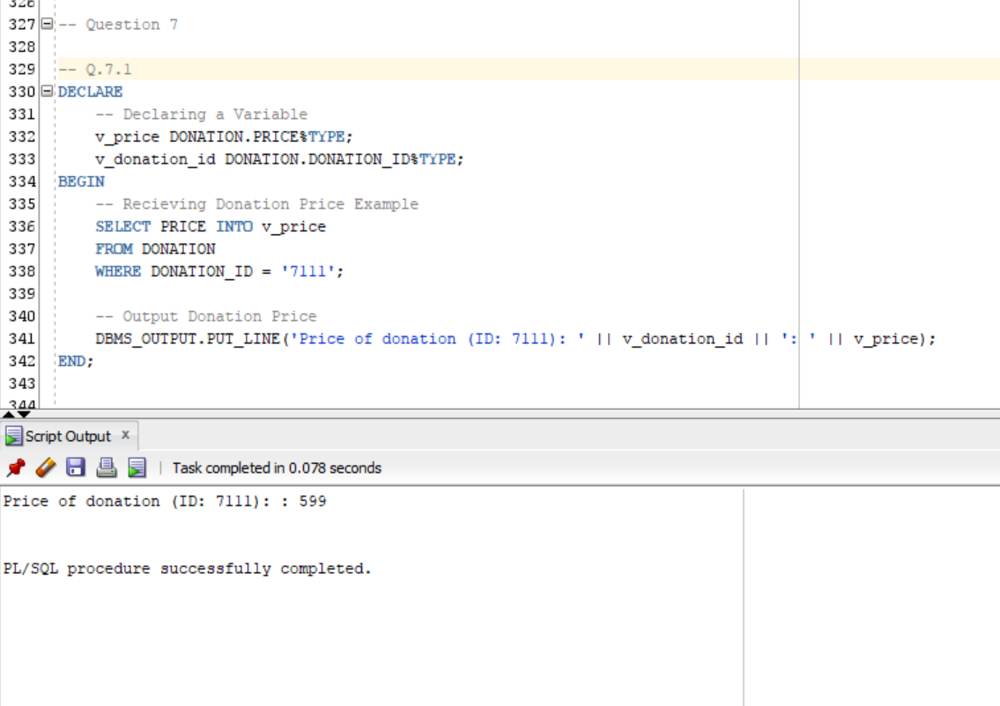 326
327 -- Question 7
328
329 -- Q.7.1
330 DECLARE
331 -- Declaring a Variable
332 v_price DONATION.PRICE%TYPE;
333 v_donation_id DONATION.DONATION_ID%TYPE;
334 BEGIN
335 -- Recieving Donation Price Example
336 SELECT PRICE INTO v_price
337 FROM DONATION
338 WHERE DONATION_ID = '7111';
339
340 -- Output Donation Price
341 DBMS_OUTPUT.PUT_LINE('Price of donation (ID: 7111): ' || v_donation_id || ': ' || v_price);
342 END;
343
344
Script Output x
Task completed in 0.078 seconds
Price of donation (ID: 7111): : 599
PL/SQL procedure successfully completed.